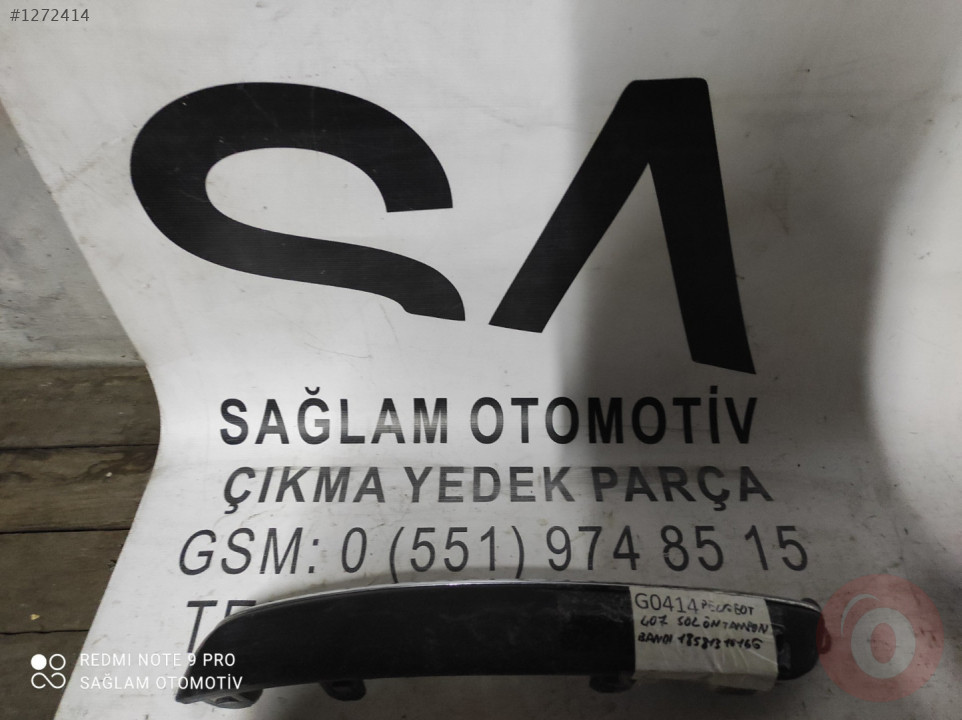 #1272414
SA
SAĞLAM OTOMOTİV
ÇIKMA YEDEK PARÇA
GSM: 0 (551) 974 85 15
TE
G0414 PEUGEOT
407 SOL ÖN TAMPON
BANDI
REDMI NOTE 9 PRO
SAĞLAM OTOMOTİV